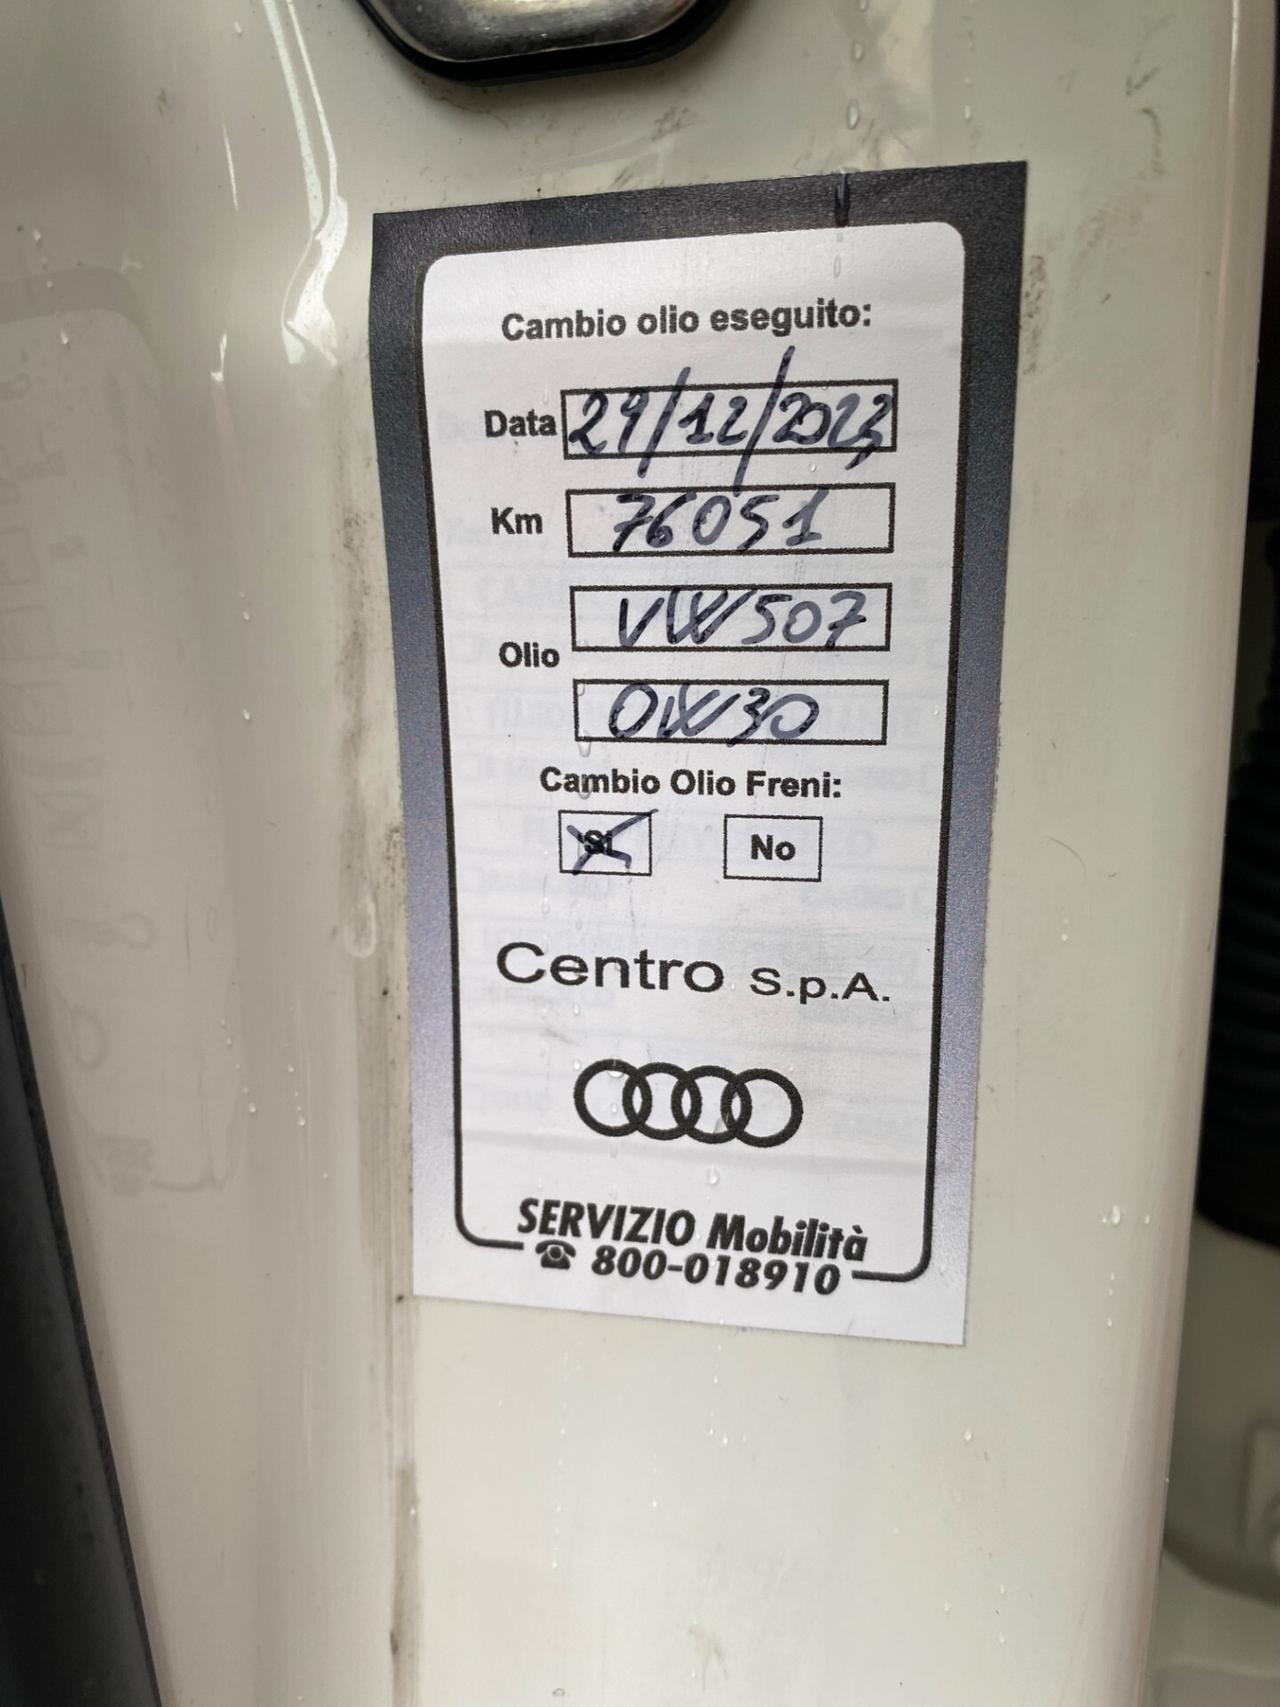 Cambio olio eseguito:
Data 29/12/2023
Km 76051
VW507
Olio
0W30
Cambio Olio Freni:
Si No
Centro S.p.A.
SERVIZIO Mobilità
☎ 800-018910